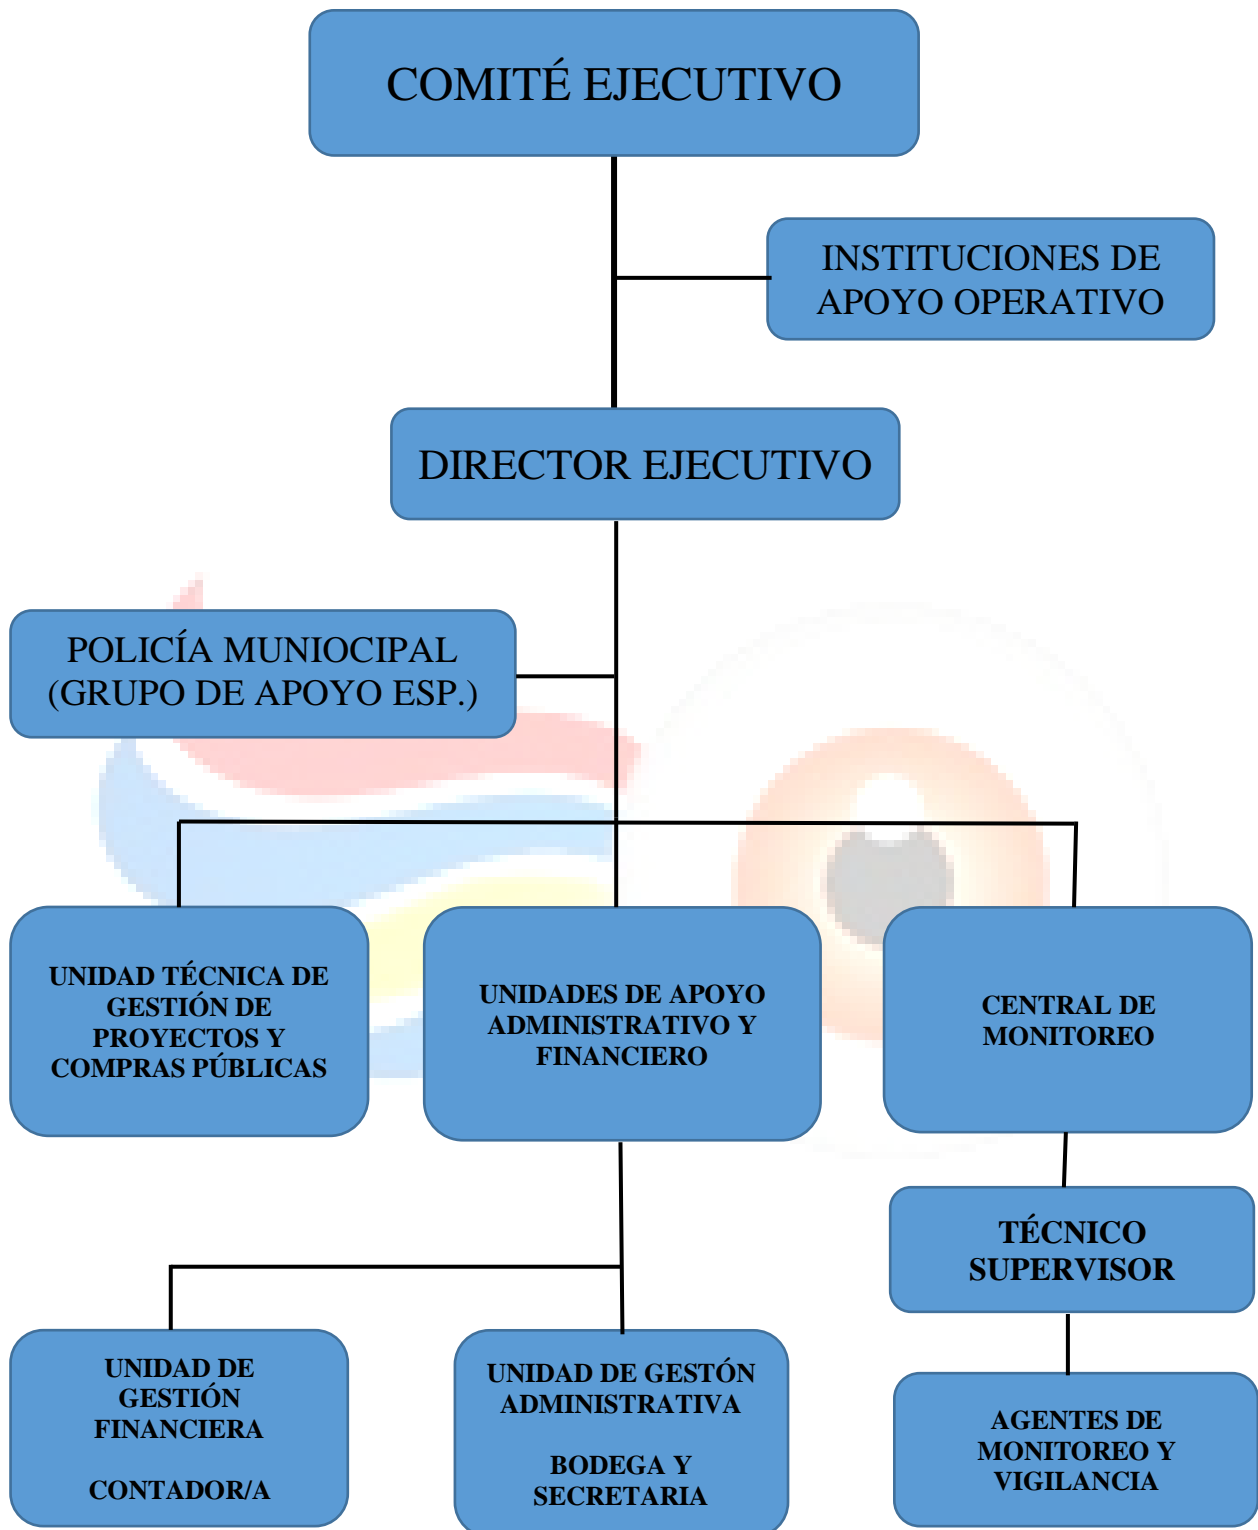 COMITÉ EJECUTIVO
INSTITUCIONES DE
APOYO OPERATIVO
DIRECTOR EJECUTIVO
POLICÍA MUNIOCIPAL
(GRUPO DE APOYO ESP.)
UNIDAD TÉCNICA DE
GESTIÓN DE
PROYECTOS Y
COMPRAS PÚBLICAS
UNIDADES DE APOYO
ADMINISTRATIVO Y
FINANCIERO
CENTRAL DE
MONITOREO
TÉCNICO
SUPERVISOR
UNIDAD DE
GESTIÓN
FINANCIERA
CONTADOR/A
UNIDAD DE GESTÓN
ADMINISTRATIVA
BODEGA Y
SECRETARIA
AGENTES DE
MONITOREO Y
VIGILANCIA